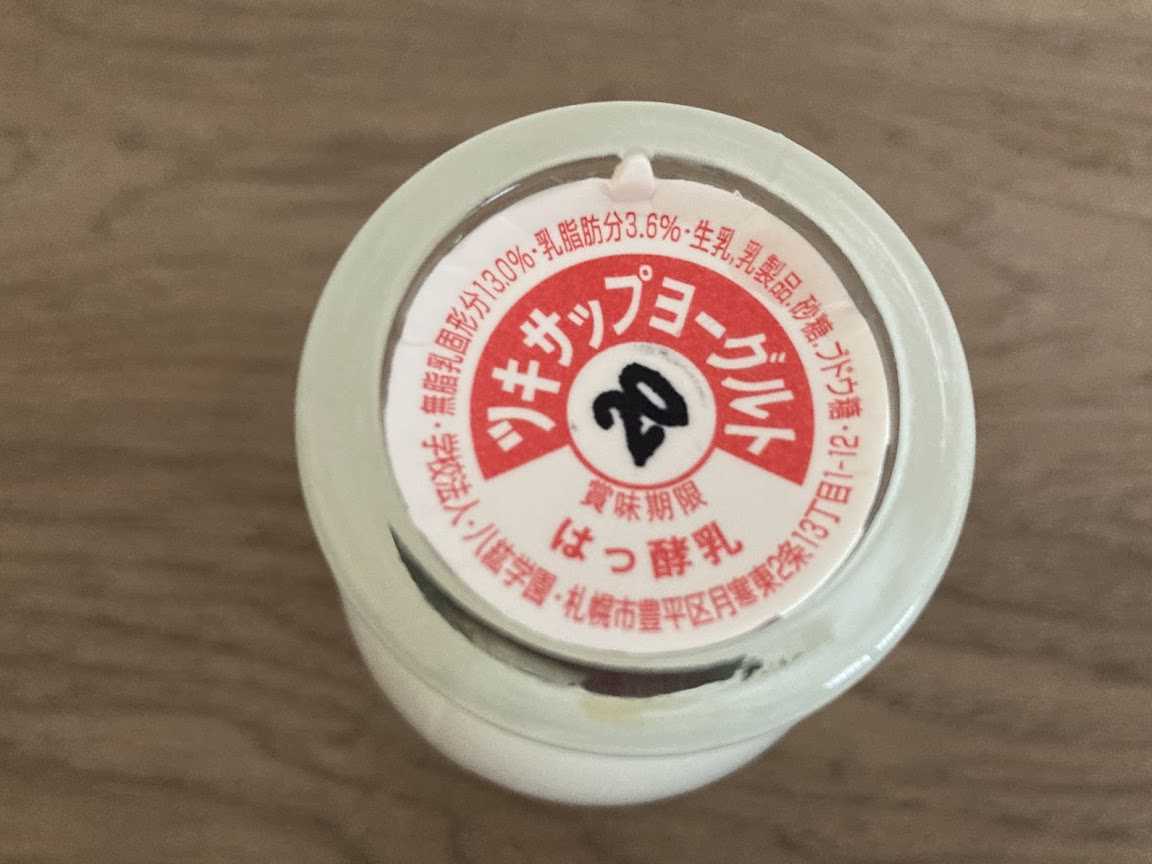 無脂乳固形分13.0%・乳脂肪分3.6%・生乳,乳製品,砂糖,ブドウ糖・
ツキサップヨーグルト
賞味期限
はっ酵乳
学校法人・八紘学園・札幌市豊平区月寒東2条13丁目1-12・